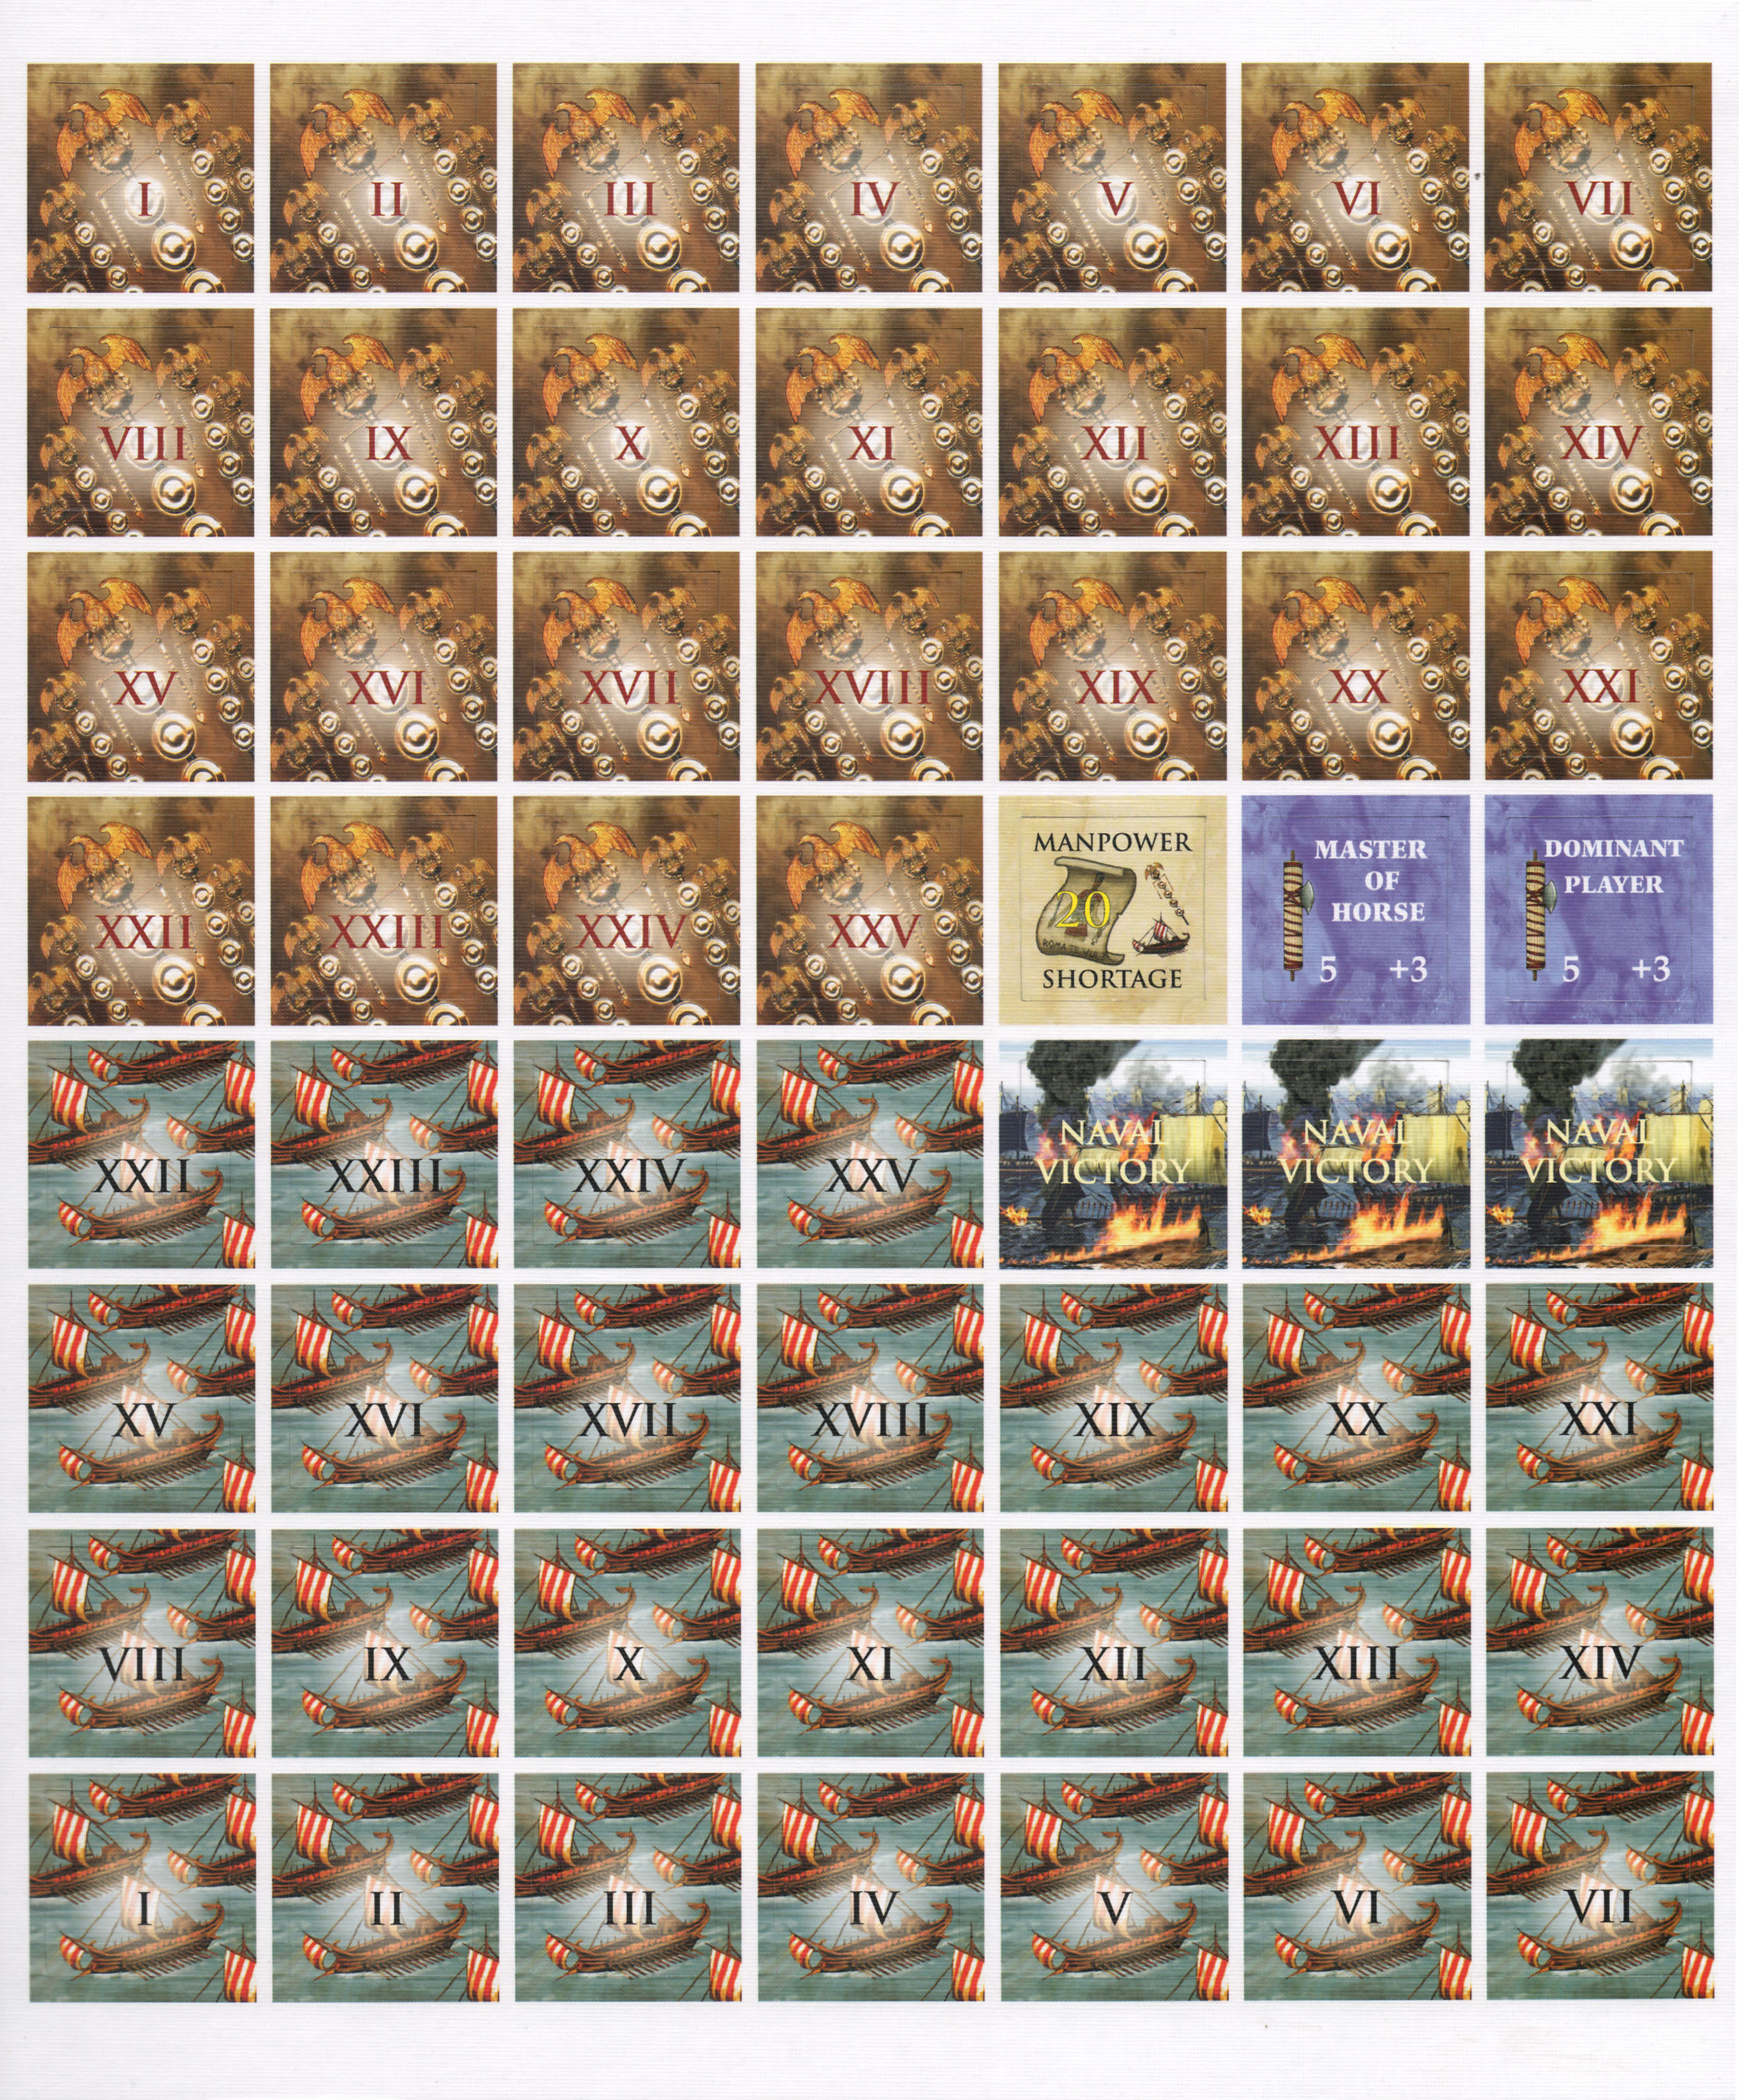 I II III IV V VI VII
VIII IX X XI XII XIII XIV
XV XVI XVII XVIII XIX XX XXI
XXII XXIII XXIV XXV
MANPOWER
20
SHORTAGE
MASTER
OF
HORSE
5 +3
DOMINANT
PLAYER
5 +3
XXII XXIII XXIV XXV
NAVAL
VICTORY
NAVAL
VICTORY
NAVAL
VICTORY
XV XVI XVII XVIII XIX XX XXI
VIII IX X XI XII XIII XIV
I II III IV V VI VII